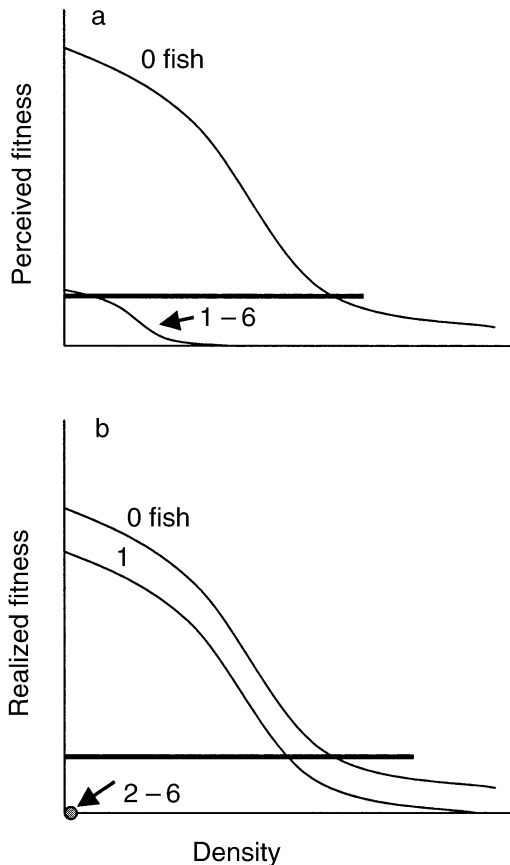 a
0 fish
Perceived fitness
1 – 6
b
0 fish
1
Realized fitness
2 – 6
Density